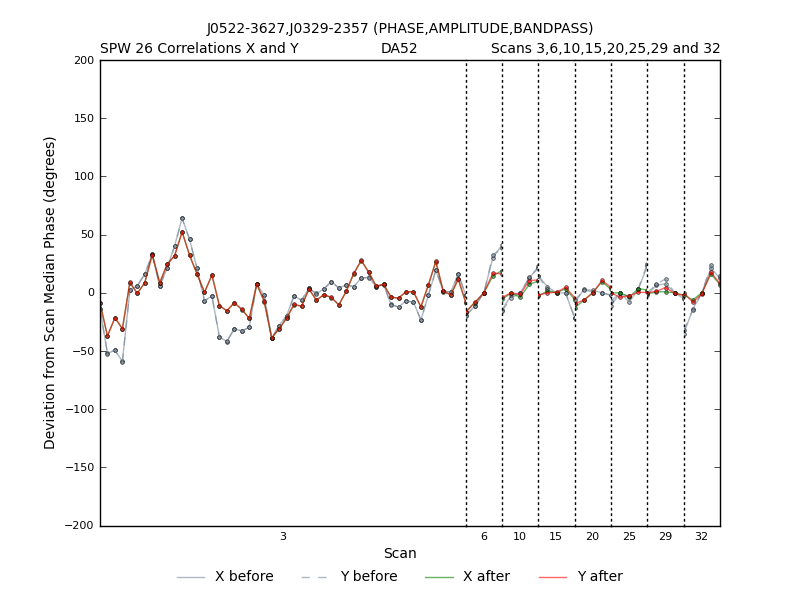 J0522-3627,J0329-2357 (PHASE,AMPLITUDE,BANDPASS)
SPW 26 Correlations X and Y DA52 Scans 3,6,10,15,20,25,29 and 32
200
150
100
50
0
−50
−100
−150
−200
Deviation from Scan Median Phase (degrees)
3 6 10 15 20 25 29 32
Scan
X before Y before X after Y after